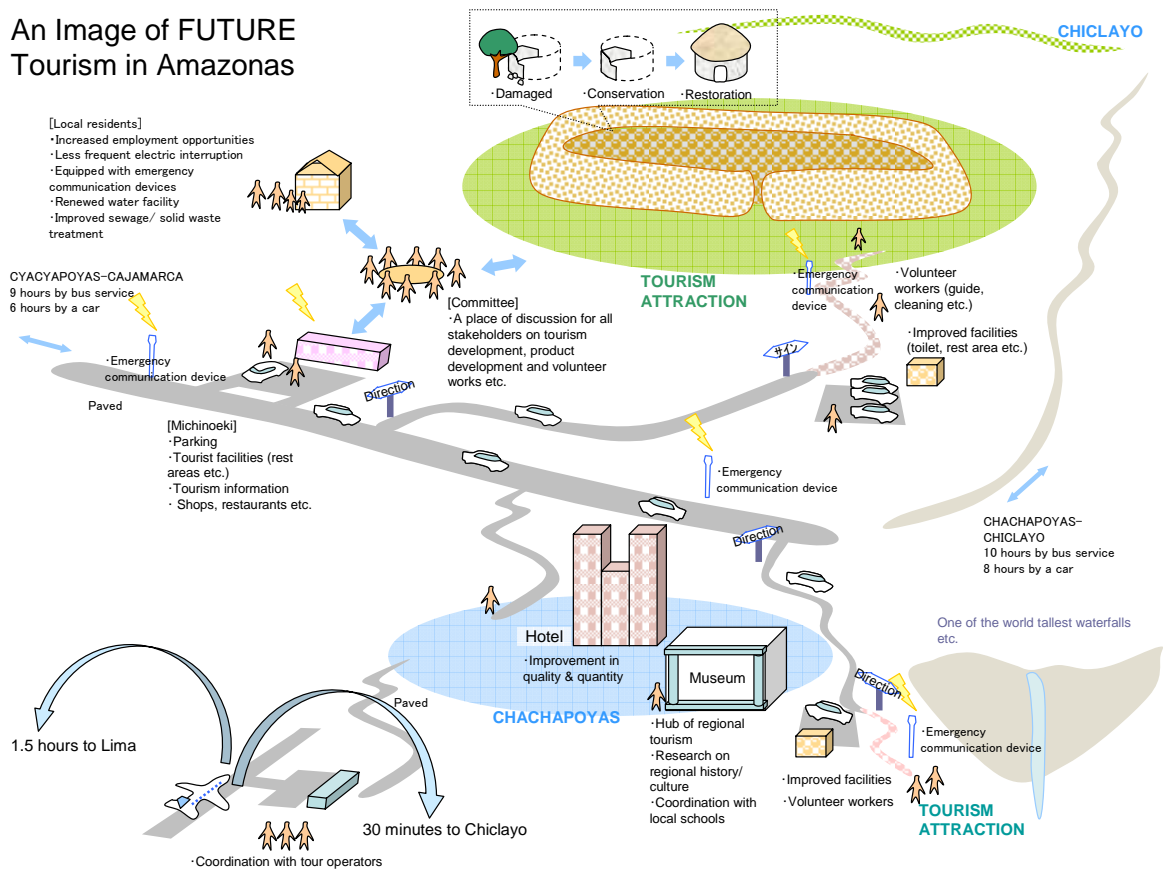 An Image of FUTURE
Tourism in Amazonas
CHICLAYO
・Damaged
・Conservation
・Restoration
[Local residents]
・Increased employment opportunities
・Less frequent electric interruption
・Equipped with emergency
communication devices
・Renewed water facility
・Improved sewage/ solid waste
treatment
CYACYAPOYAS-CAJAMARCA
9 hours by bus service
6 hours by a car
・Emergency
communication device
Paved
[Committee]
・A place of discussion for all
stakeholders on tourism
development, product
development and volunteer
works etc.
TOURISM
ATTRACTION
・Emergency
communication
device
・Volunteer
workers (guide,
cleaning etc.)
・Improved facilities
(toilet, rest area etc.)
サイン
Direction
[Michinoeki]
・Parking
・Tourist facilities (rest
areas etc.)
・Tourism information
・ Shops, restaurants etc.
・Emergency
communication device
Direction
CHACHAPOYAS-
CHICLAYO
10 hours by bus service
8 hours by a car
One of the world tallest waterfalls
etc.
Hotel
・Improvement in
quality & quantity
Museum
CHACHAPOYAS
・Hub of regional
tourism
・Research on
regional history/
culture
・Coordination with
local schools
Direction
・Emergency
communication device
・Improved facilities
・Volunteer workers
TOURISM
ATTRACTION
Paved
1.5 hours to Lima
30 minutes to Chiclayo
・Coordination with tour operators